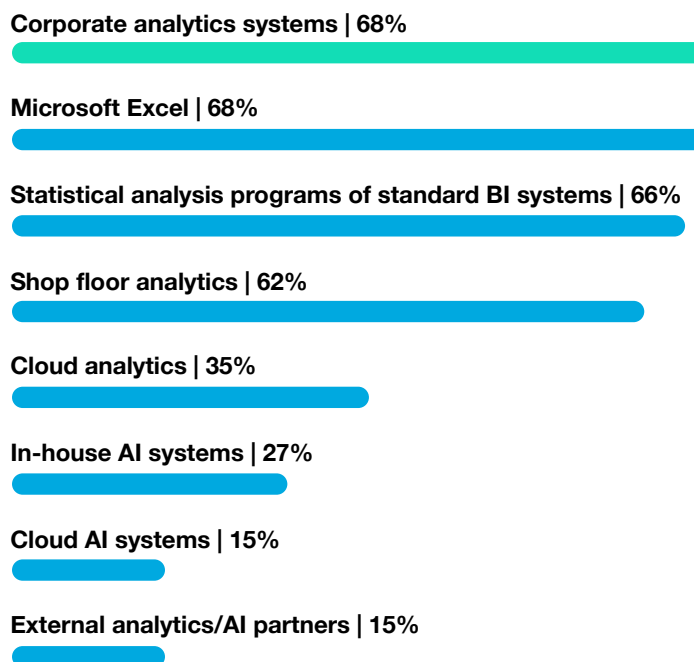 Corporate analytics systems | 68%
Microsoft Excel | 68%
Statistical analysis programs of standard BI systems | 66%
Shop floor analytics | 62%
Cloud analytics | 35%
In-house AI systems | 27%
Cloud AI systems | 15%
External analytics/AI partners | 15%